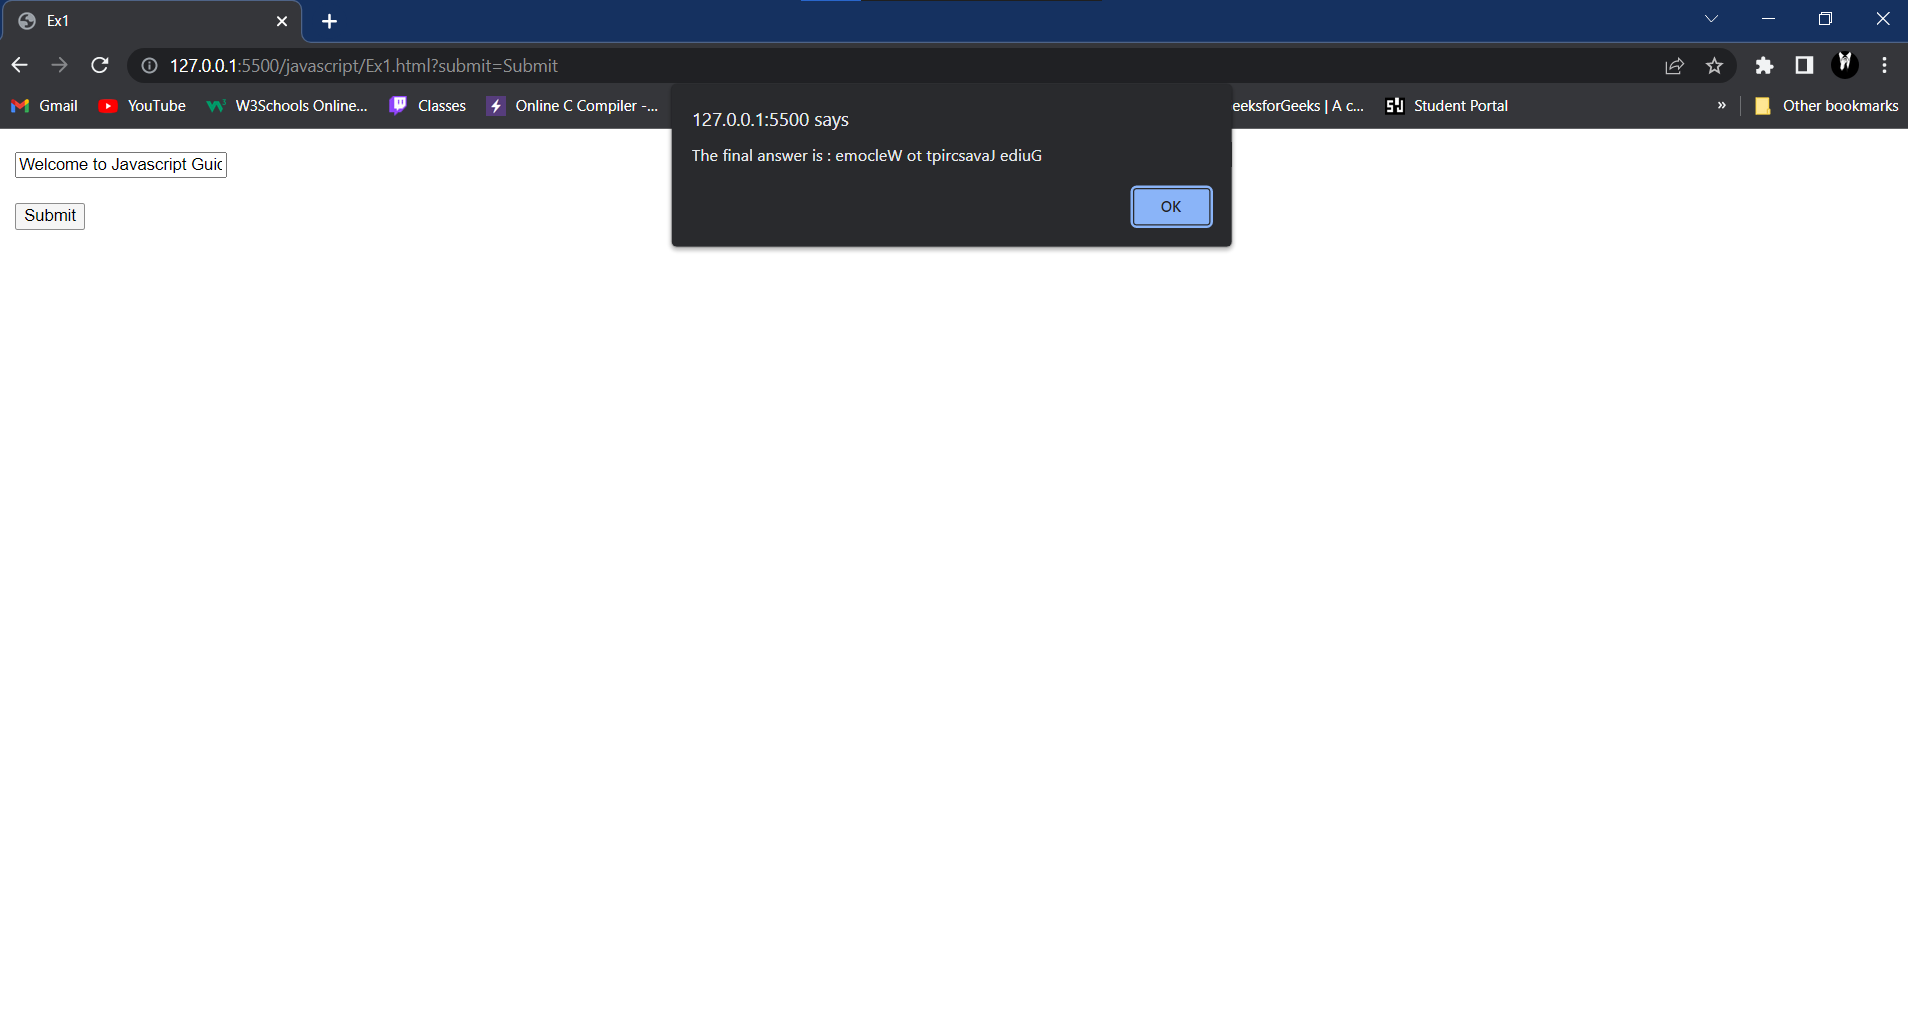 Ex1
127.0.0.1:5500/javascript/Ex1.html?submit=Submit
Gmail YouTube W3Schools Online... Classes Online C Compiler -... eeksforGeeks | A c... Student Portal » Other bookmarks
127.0.0.1:5500 says
The final answer is : emocleW ot tpircsavaJ ediuG
OK
Welcome to Javascript Guid
Submit